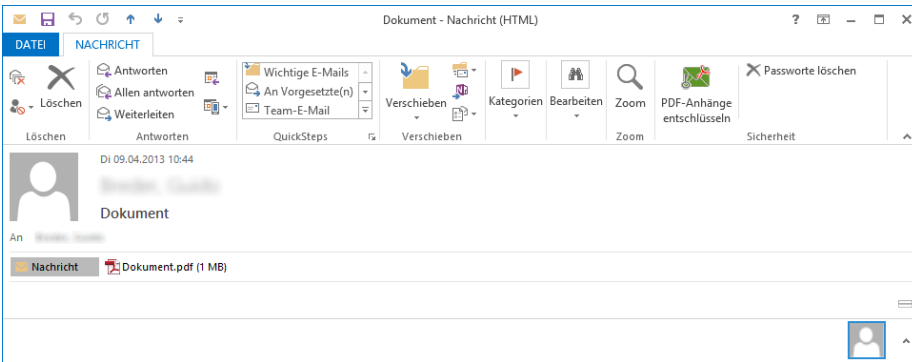 Dokument - Nachricht (HTML)
?
DATEI NACHRICHT
Löschen
Antworten
Allen antworten
Weiterleiten
Wichtige E-Mails
An Vorgesetzte(n)
Team-E-Mail
Verschieben
Kategorien
Bearbeiten
Zoom
PDF-Anhänge
entschlüsseln
Passworte löschen
Löschen Antworten QuickSteps Verschieben Zoom Sicherheit
Di 09.04.2013 10:44
Dokument
An
Nachricht Dokument.pdf (1 MB)